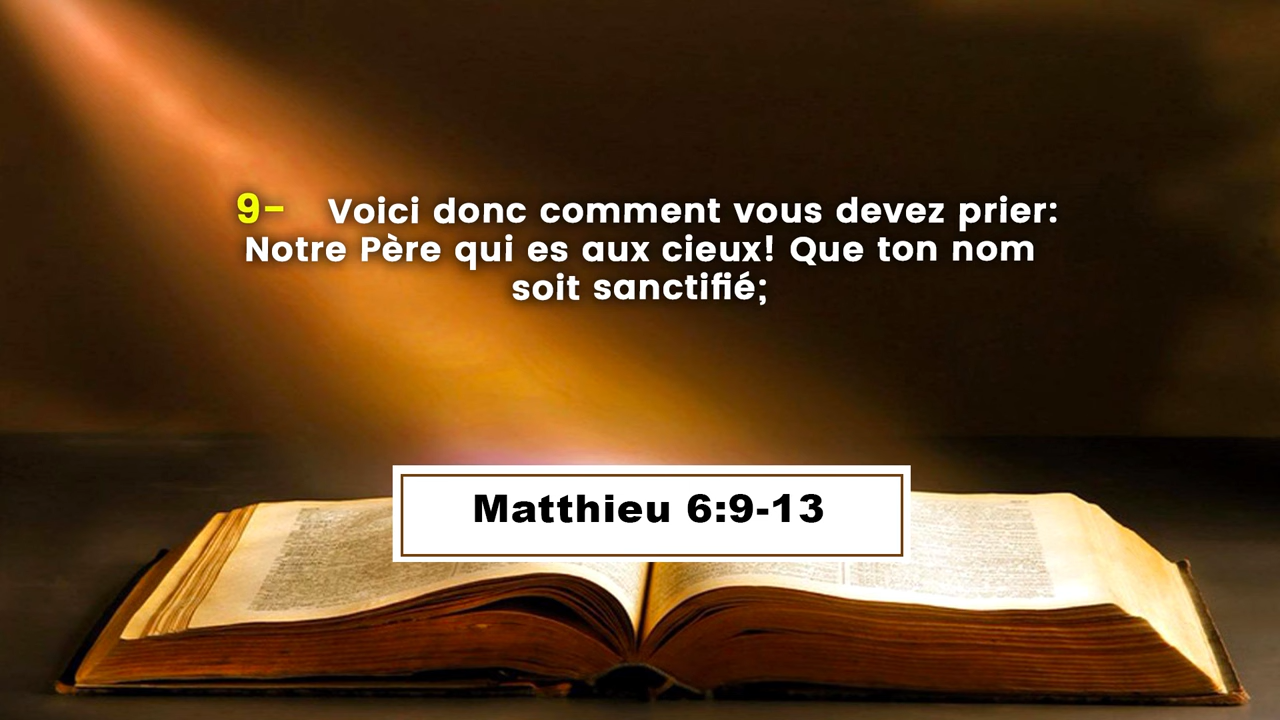 9- Voici donc comment vous devez prier:
Notre Père qui es aux cieux! Que ton nom
soit sanctifié;
Matthieu 6:9-13